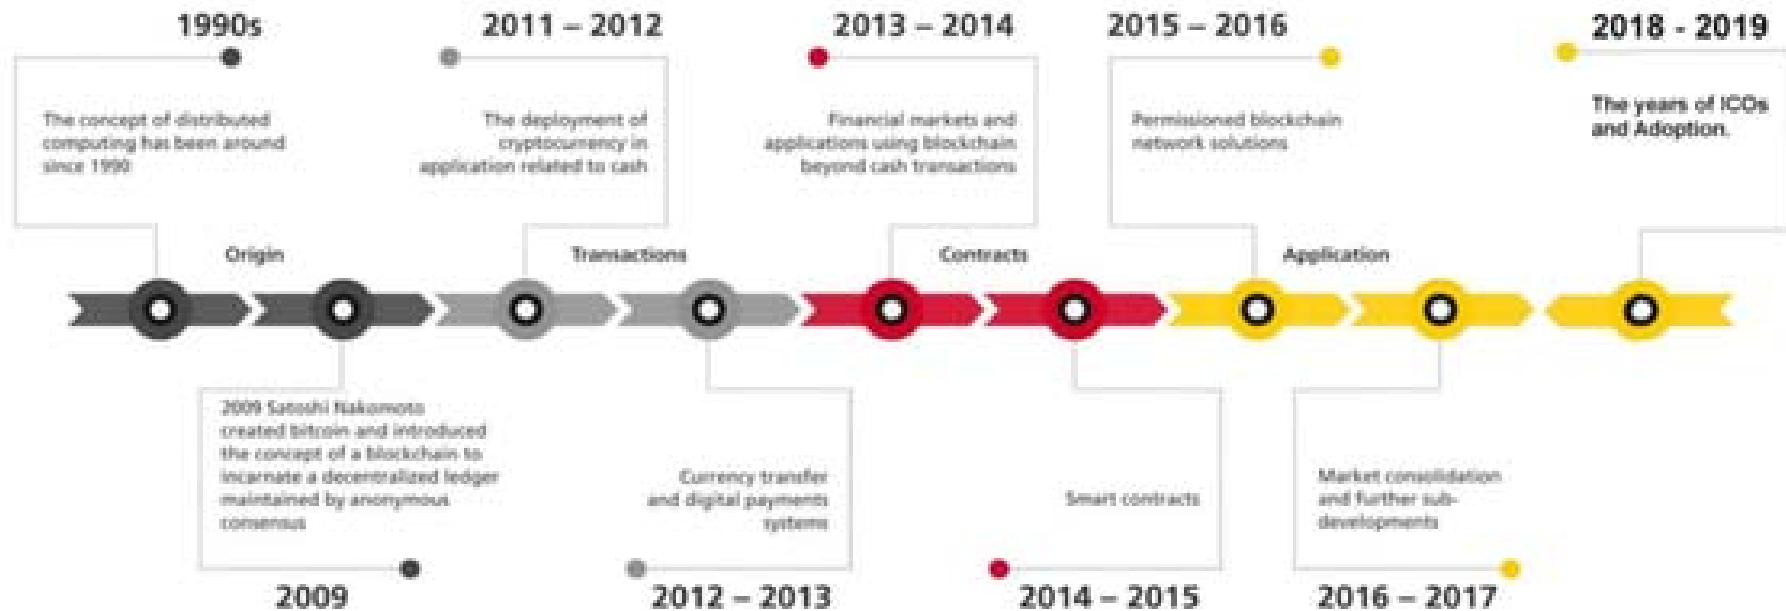 1990s
The concept of distributed
computing has been around
since 1990
2011 – 2012
The deployment of
cryptocurrency in
application related to cash
2013 – 2014
Financial markets and
applications using blockchain
beyond cash transactions
2015 – 2016
Permissioned blockchain
network solutions
2018 - 2019
The years of ICOs
and Adoption.
Origin
Transactions
Contracts
Application
2009 Satoshi Nakomoto
created bitcoin and introduced
the concept of a blockchain to
incarnate a decentralized ledger
maintained by anonymous
consensus
2009
Currency transfer
and digital payments
systems
2012 – 2013
Smart contracts
2014 – 2015
Market consolidation
and further sub-
developments
2016 – 2017